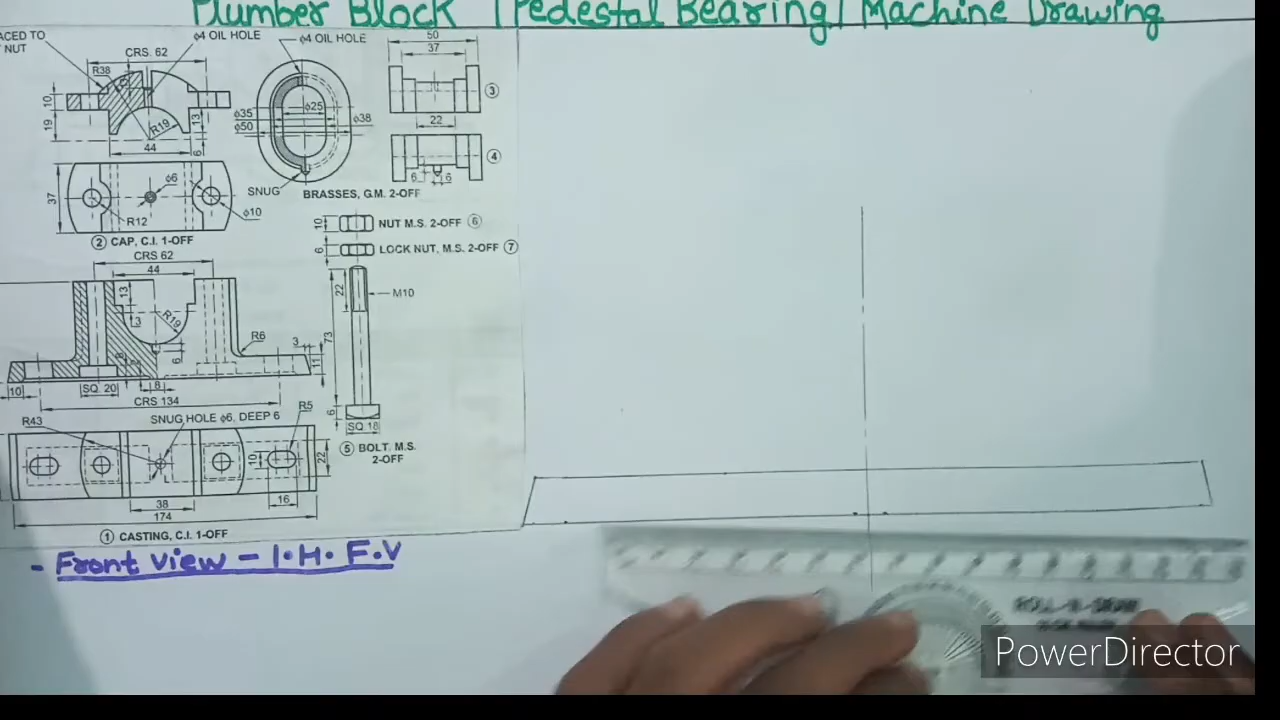 Plumber Block | Pedestal Bearing | Machine Drawing
ACED TO
NUT
CRS. 62
ϕ4 OIL HOLE
R38
10
19
R19
13
44
6
37
ϕ6
R12
ϕ10
② CAP, C.I. 1-OFF
ϕ4 OIL HOLE
ϕ25
ϕ35
ϕ50
ϕ38
SNUG
BRASSES, G.M. 2-OFF
50
37
③
22
④
6
6
10
NUT M.S. 2-OFF ⑥
6
LOCK NUT, M.S. 2-OFF ⑦
22
M10
73
6
SQ.18
⑤ BOLT. M.S.
2-OFF
CRS 62
44
13
3
R19
R6
3
11
6
10
SQ. 20
8
CRS 134
R43
SNUG HOLE ϕ6, DEEP 6
R5
10
22
38
16
174
① CASTING, C.I. 1-OFF
- Front View - I.H. F.V
PowerDirector